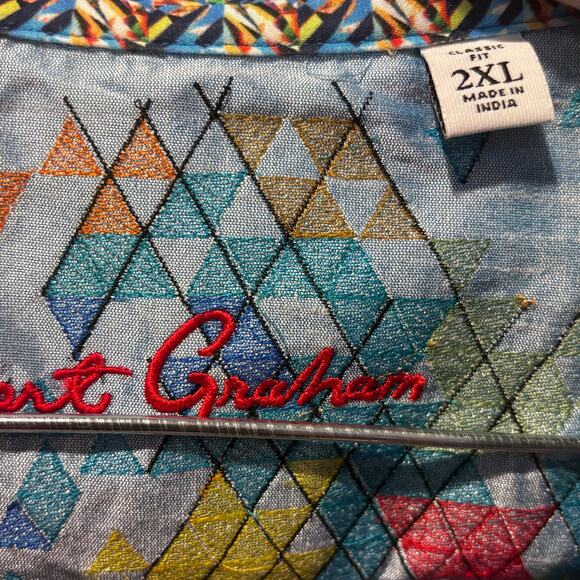 CLASSIC
FIT
2XL
MADE IN
INDIA
ert Graham